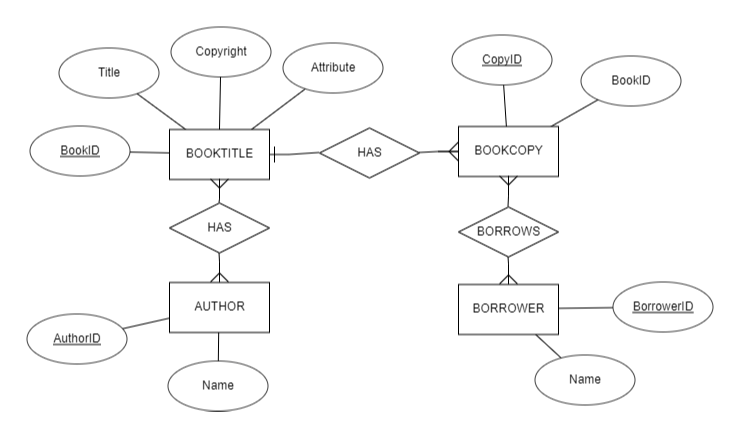 Copyright
CopyID
Title
Attribute
BookID
BookID
BOOKTITLE
HAS
BOOKCOPY
HAS
BORROWS
AUTHOR
BORROWER
BorrowerID
AuthorID
Name
Name